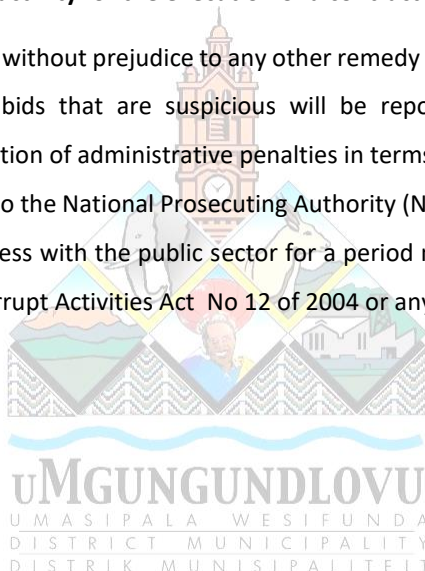 without prejudice to any other remedy
bids that are suspicious will be repo
tion of administrative penalties in terms
o the National Prosecuting Authority (N
ess with the public sector for a period n
rrupt Activities Act No 12 of 2004 or any
uMGUNGUNDLOVU
UMASIPALA WESIFUNDA
DISTRICT MUNICIPALITY
DISTRIK MUNISIPALITEIT